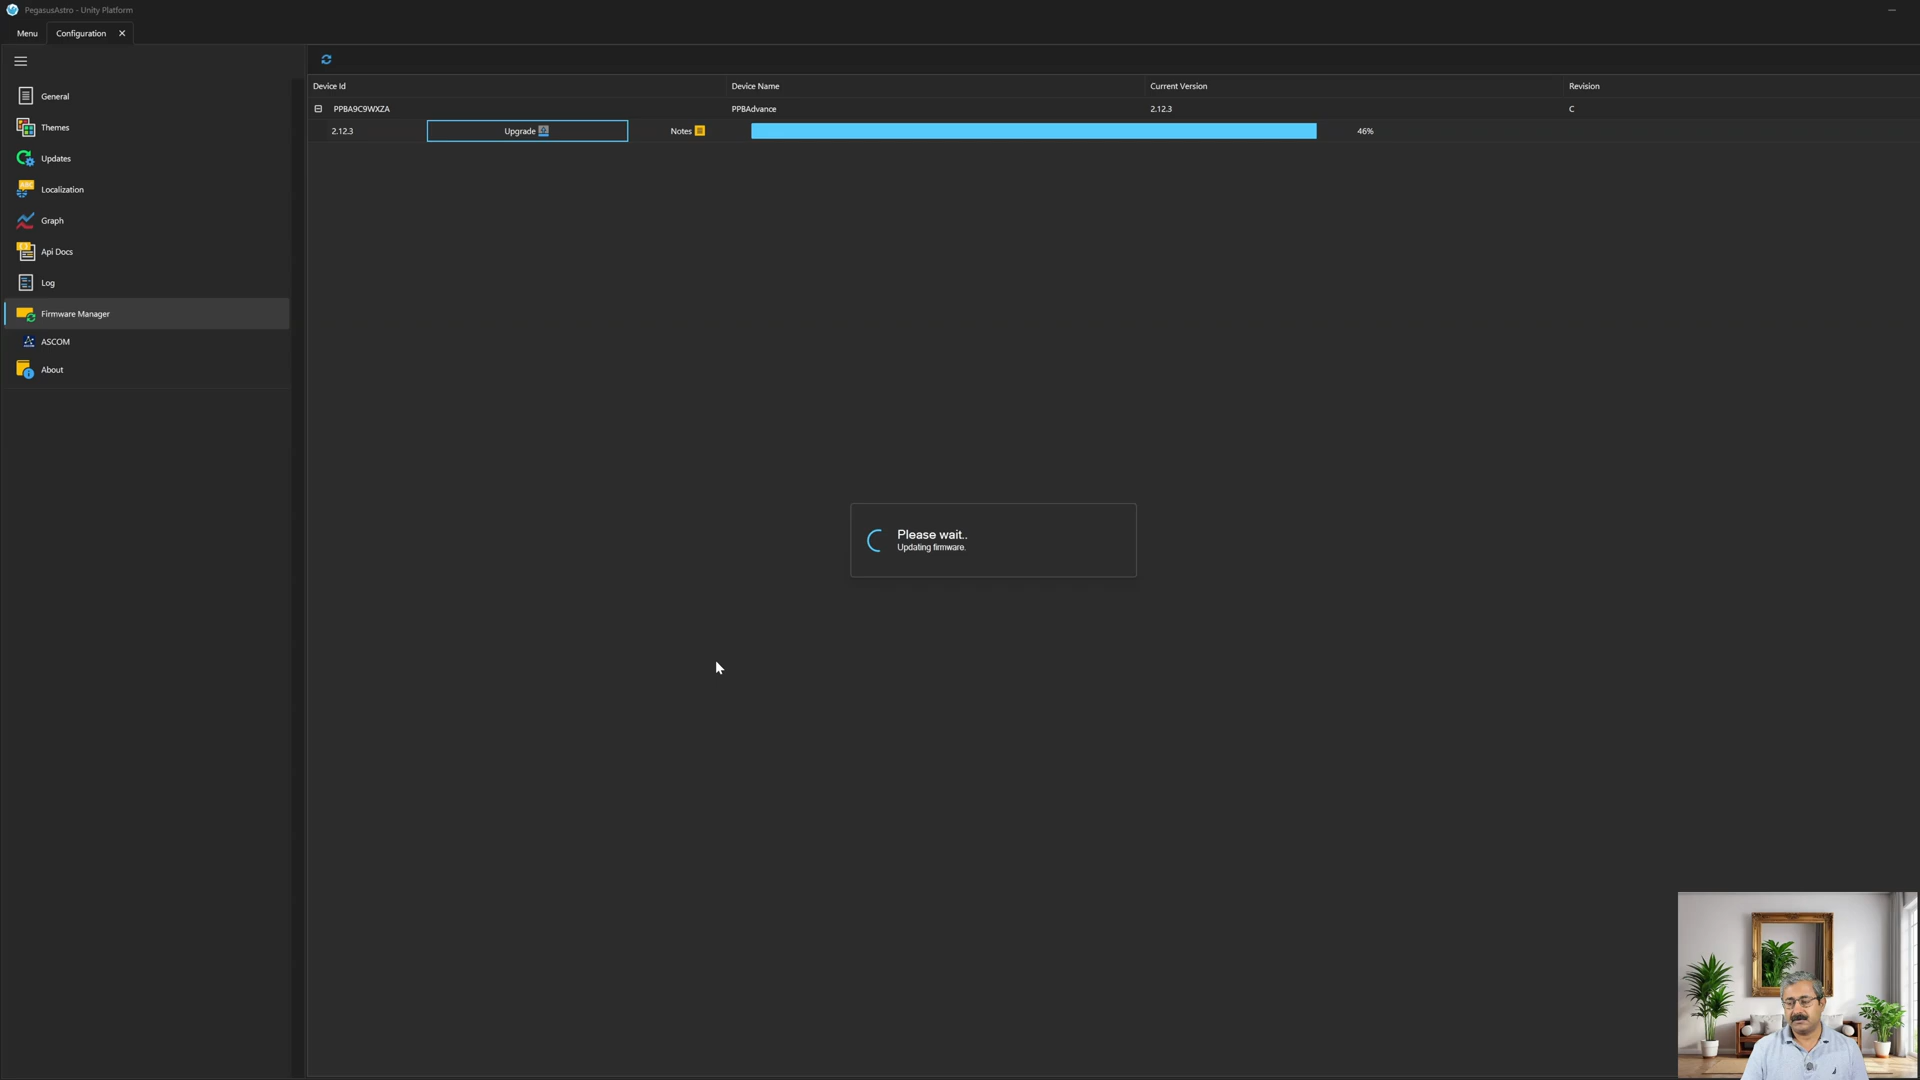 PegasusAstro - Unity Platform
Menu
Configuration
Device Id
Device Name
Current Version
Revision
PPBA9C9WXZA
PPBAdvance
2.12.3
C
2.12.3
Upgrade
Notes
46%
General
Themes
Updates
Localization
Graph
Api Docs
Log
Firmware Manager
ASCOM
About
Please wait..
Updating firmware.